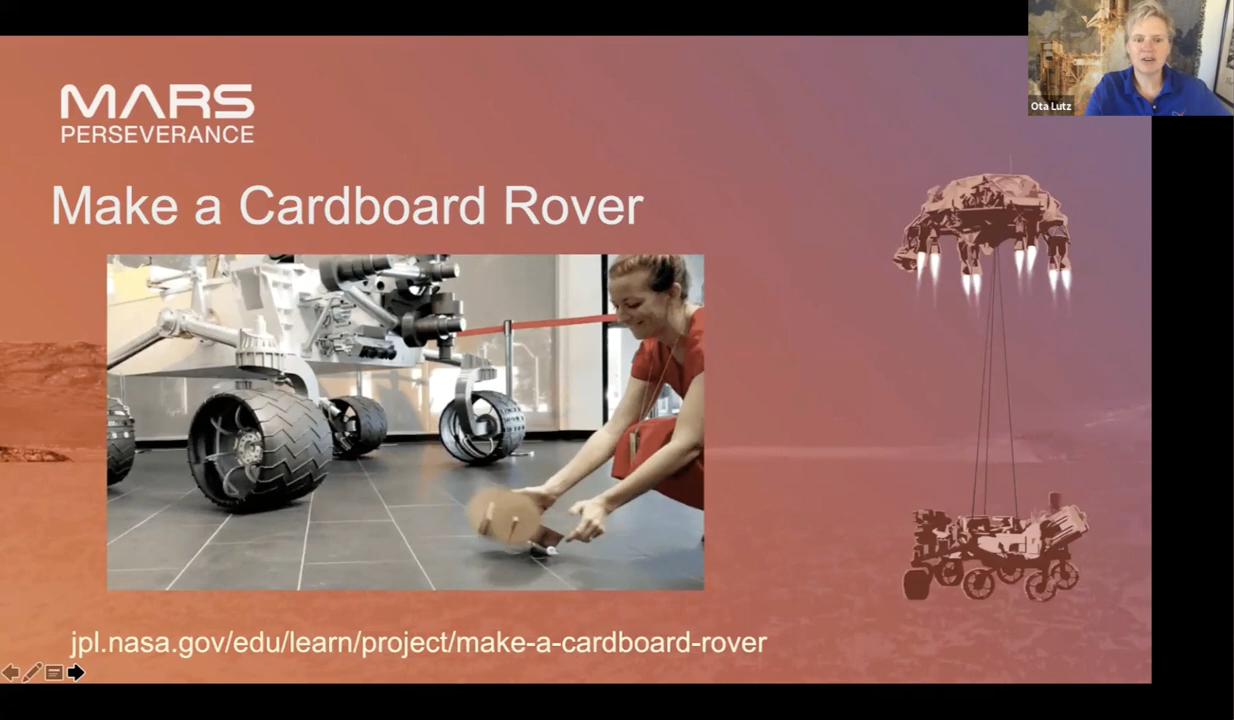 MARS
PERSEVERANCE
Ota Lutz
Make a Cardboard Rover
jpl.nasa.gov/edu/learn/project/make-a-cardboard-rover